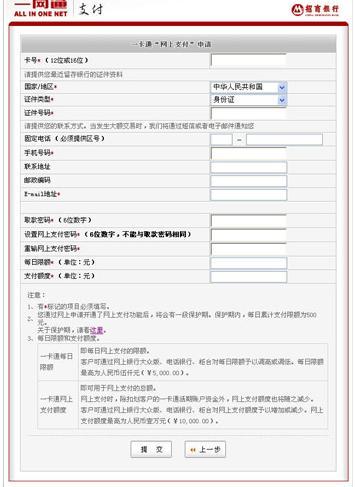 一网通
ALL IN ONE NET
支付
招商银行
一卡通“网上支付”申请
卡号*（12位或16位）
请提供您最近留存银行的证件资料
国家/地区* 中华人民共和国
证件类型* 身份证
证件号码*
请提供您的联系方式。当发生大额交易时，我们将通过短信或者电子邮件通知您
固定电话（必须提供区号） –
手机号码*
联系地址
邮政编码
E-mail地址*
取款密码*（6位数字）
设置网上支付密码*（6位数字，不能与取款密码相同）
重输网上支付密码*
每日限额*（单位：元）
支付额度*（单位：元）
注意：
1、有*标记的项目必须填写。
2、您通过网上申请开通了网上支付功能后，将会有一段保护期。保护期内，每日累计支付限额为500
元。
关于保护期，请看这里。
3、每日限额和支付额度。
一卡通每日
限额
即每日网上支付的限额。
客户可通过网上银行大众版、电话银行、柜台对每日限额予以调高或调低。每日限额
最高为人民币伍仟元（￥5,000.00）。
一卡通网上
支付额度
即可用于网上支付的总额。
网上支付时，除扣划客户的一卡通活期账户资金外，网上支付额度也将随之减少。
客户可通过网上银行大众版、电话银行、柜台对网上支付额度予以增加或减少。网上
支付额度最高为人民币壹万元（￥10,000.00）。
提 交
上一步